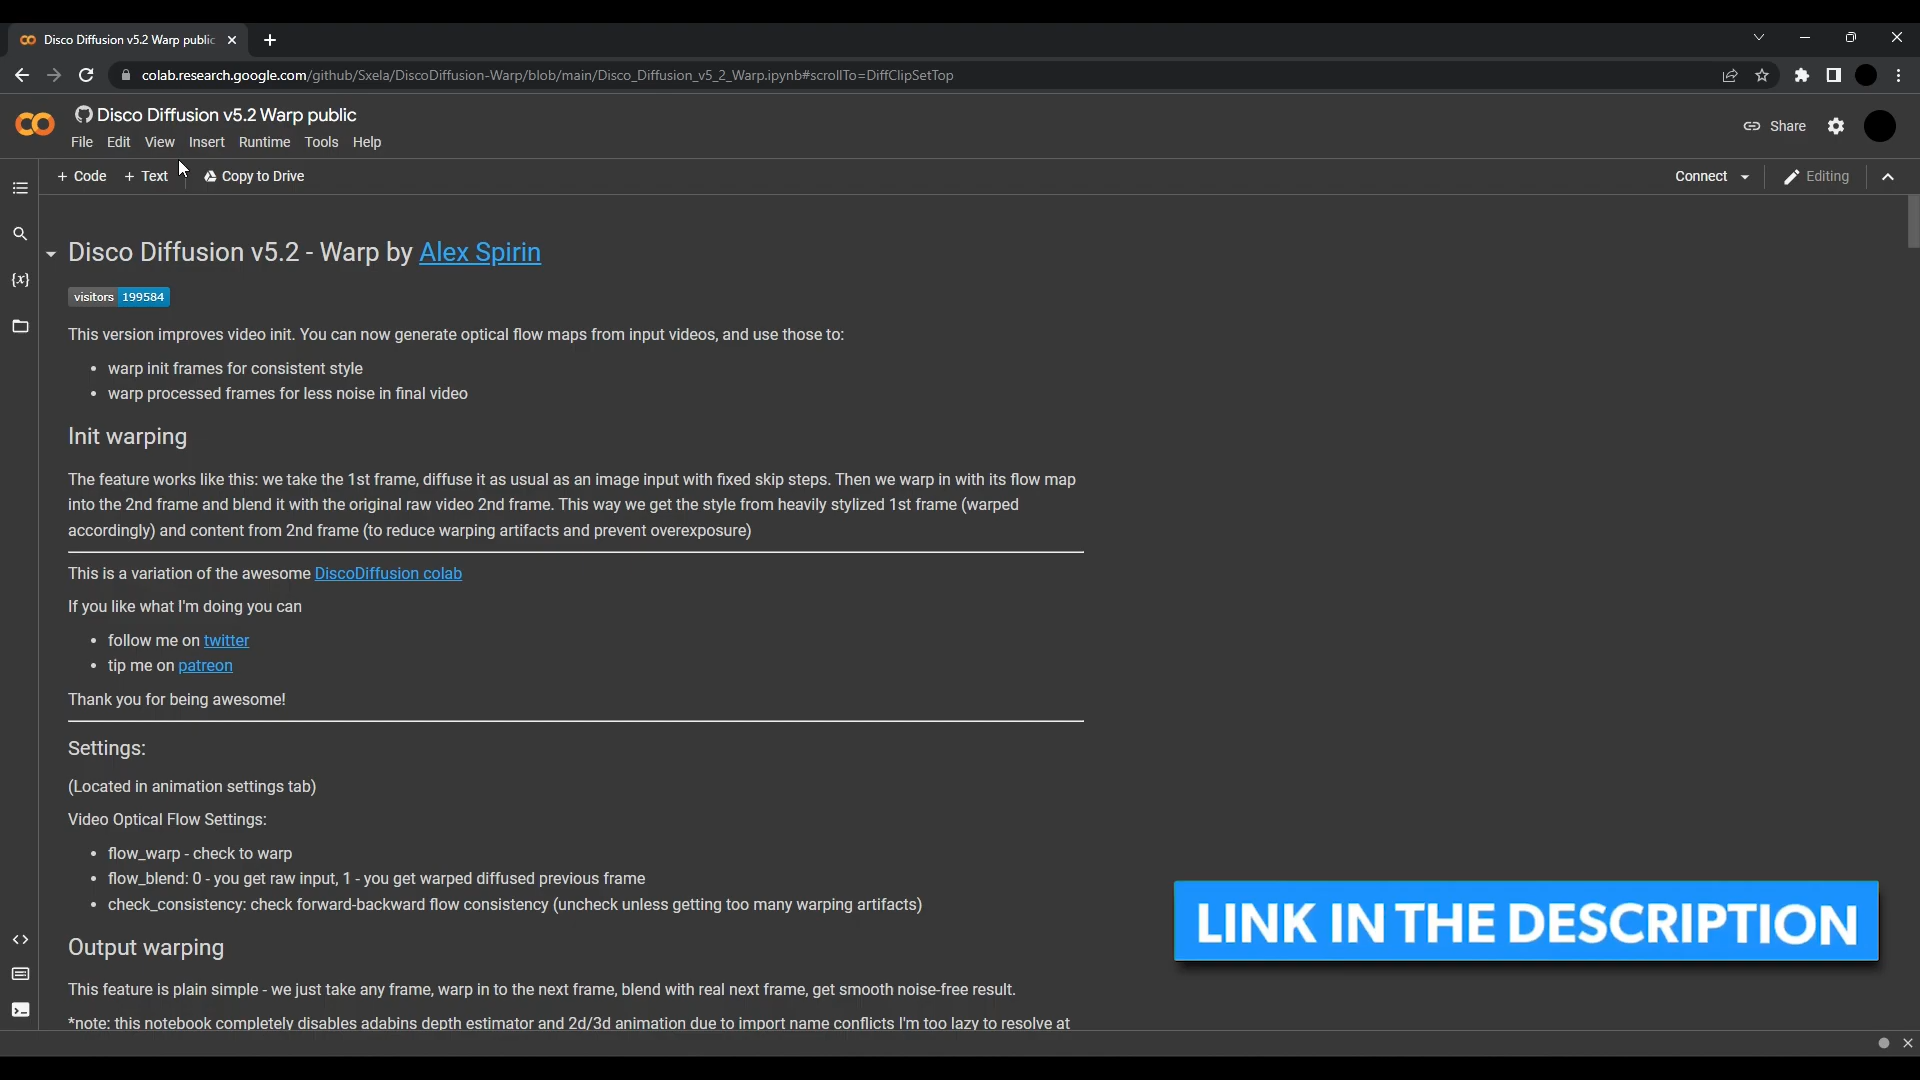 Disco Diffusion v5.2 Warp public
colab.research.google.com/github/Sxela/DiscoDiffusion-Warp/blob/main/Disco_Diffusion_v5_2_Warp.ipynb#scrollTo=DiffClipSetTop
Disco Diffusion v5.2 Warp public
File Edit View Insert Runtime Tools Help
Share
+ Code + Text Copy to Drive
Connect Editing
Disco Diffusion v5.2 - Warp by Alex Spirin
visitors 199584
This version improves video init. You can now generate optical flow maps from input videos, and use those to:
• warp init frames for consistent style
• warp processed frames for less noise in final video
Init warping
The feature works like this: we take the 1st frame, diffuse it as usual as an image input with fixed skip steps. Then we warp in with its flow map
into the 2nd frame and blend it with the original raw video 2nd frame. This way we get the style from heavily stylized 1st frame (warped
accordingly) and content from 2nd frame (to reduce warping artifacts and prevent overexposure)
This is a variation of the awesome DiscoDiffusion colab
If you like what I'm doing you can
• follow me on twitter
• tip me on patreon
Thank you for being awesome!
Settings:
(Located in animation settings tab)
Video Optical Flow Settings:
• flow_warp - check to warp
• flow_blend: 0 - you get raw input, 1 - you get warped diffused previous frame
• check_consistency: check forward-backward flow consistency (uncheck unless getting too many warping artifacts)
LINK IN THE DESCRIPTION
Output warping
This feature is plain simple - we just take any frame, warp in to the next frame, blend with real next frame, get smooth noise-free result.
*note: this notebook completely disables adabins depth estimator and 2d/3d animation due to import name conflicts I'm too lazy to resolve at